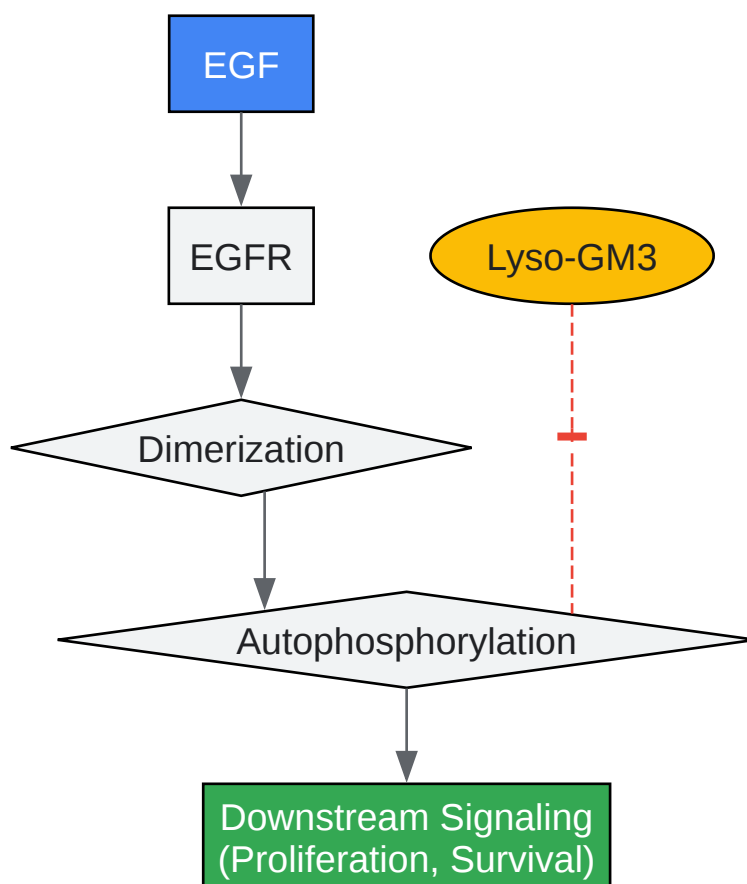 EGF
EGFR
Lyso-GM3
Dimerization
Autophosphorylation
Downstream Signaling
(Proliferation, Survival)